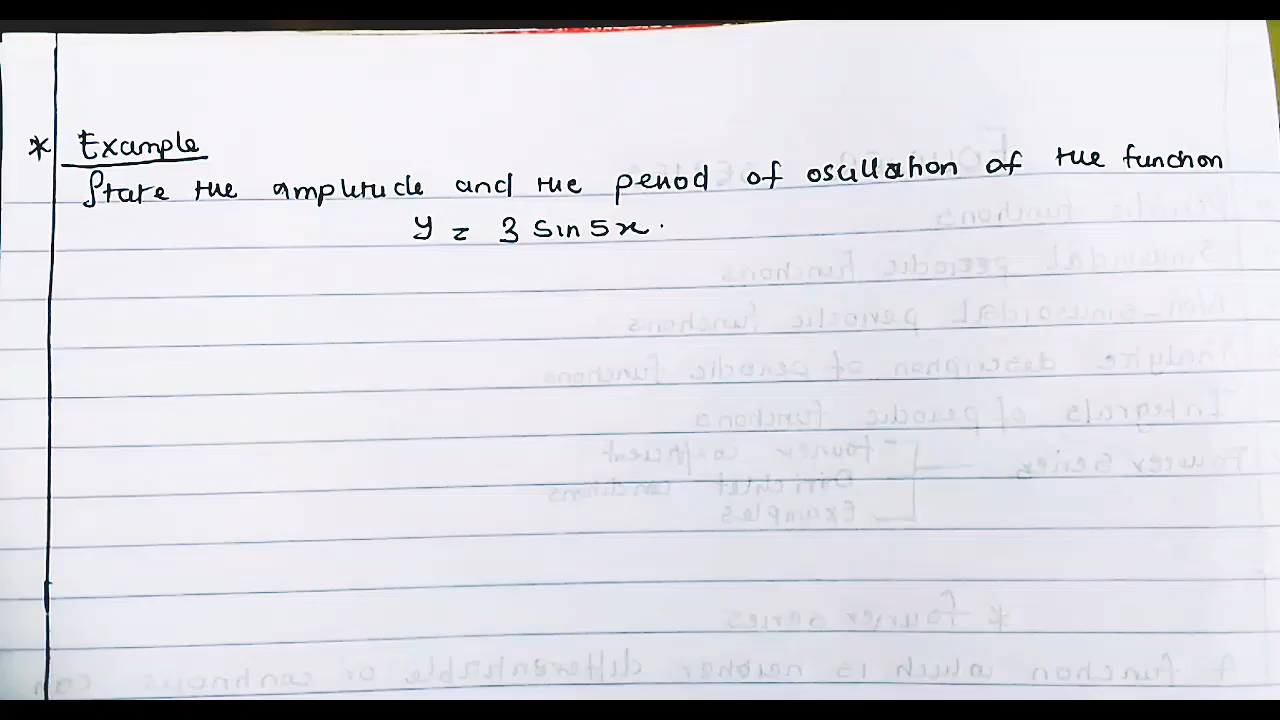 * Example
State the amplitude and the period of oscillation of the function
y = 3 sin 5x.